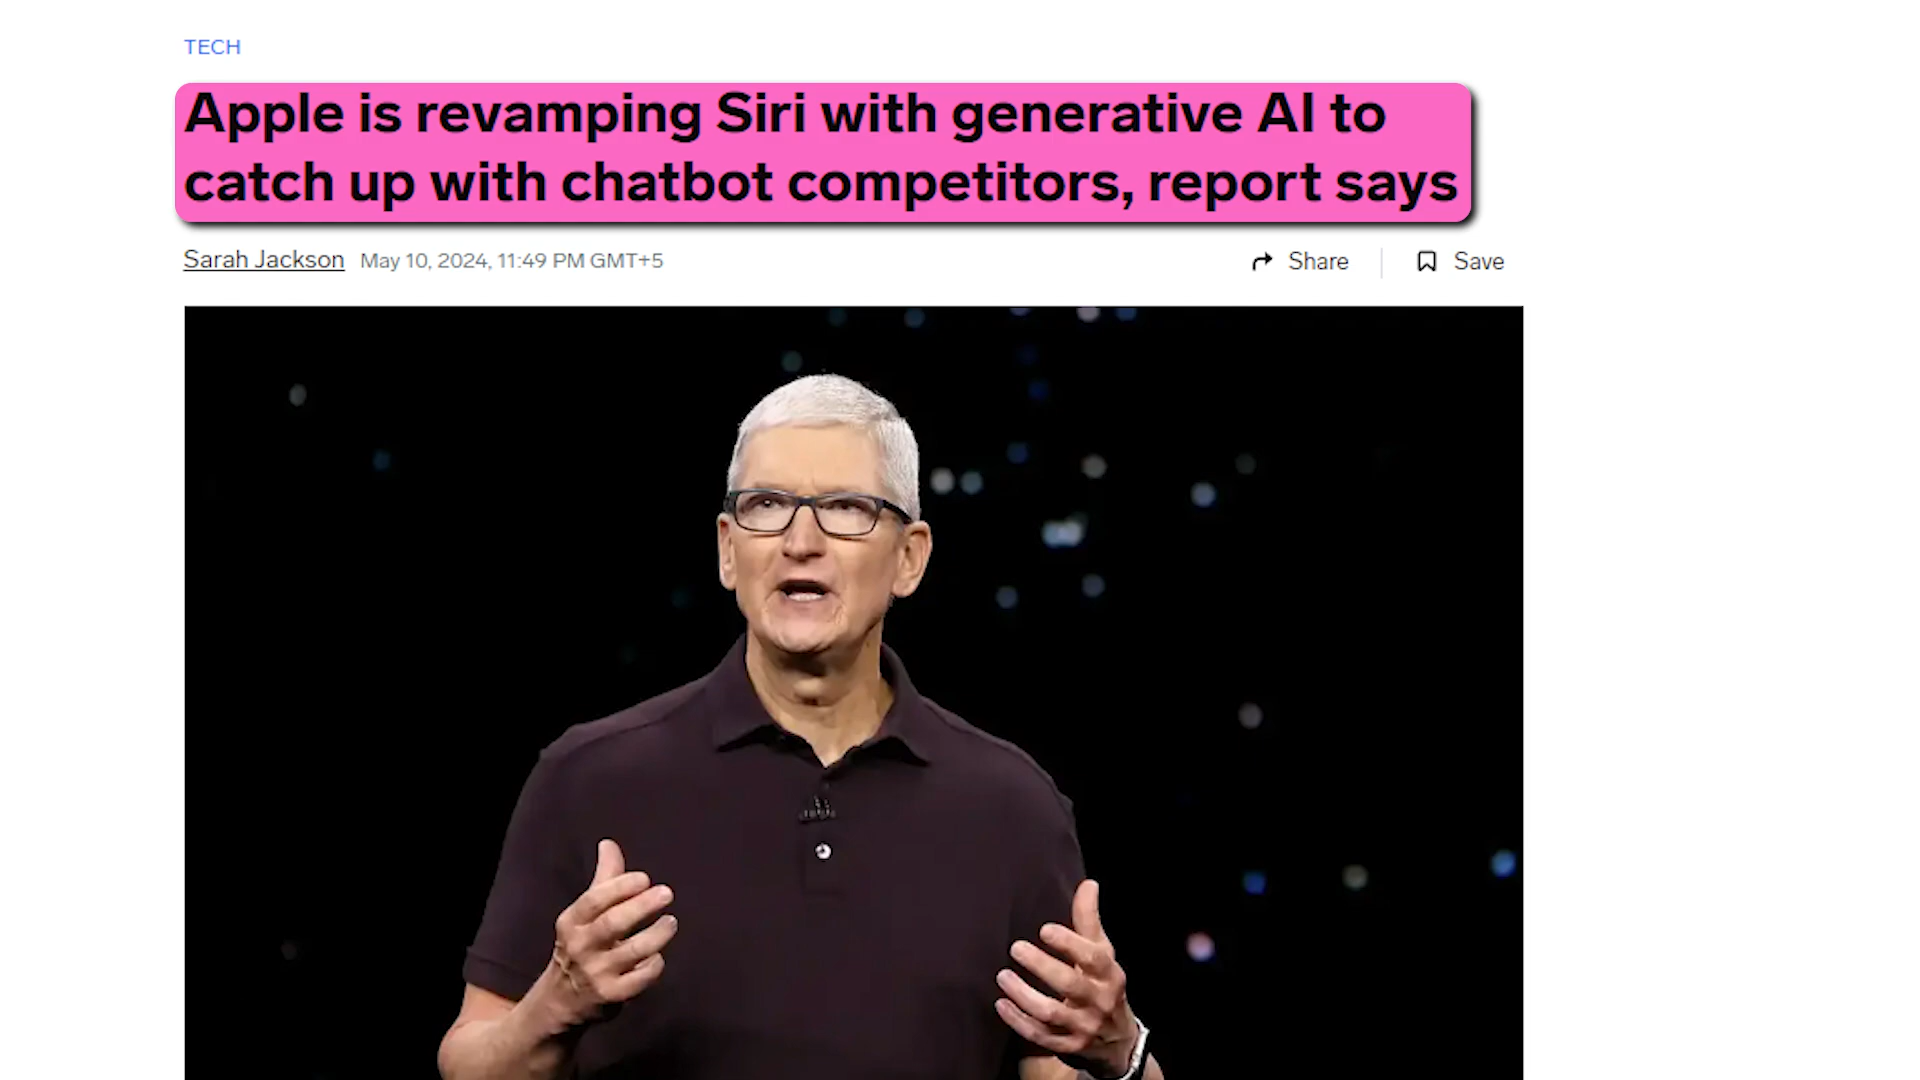 TECH
Apple is revamping Siri with generative AI to
catch up with chatbot competitors, report says
Sarah Jackson May 10, 2024, 11:49 PM GMT+5
Share Save